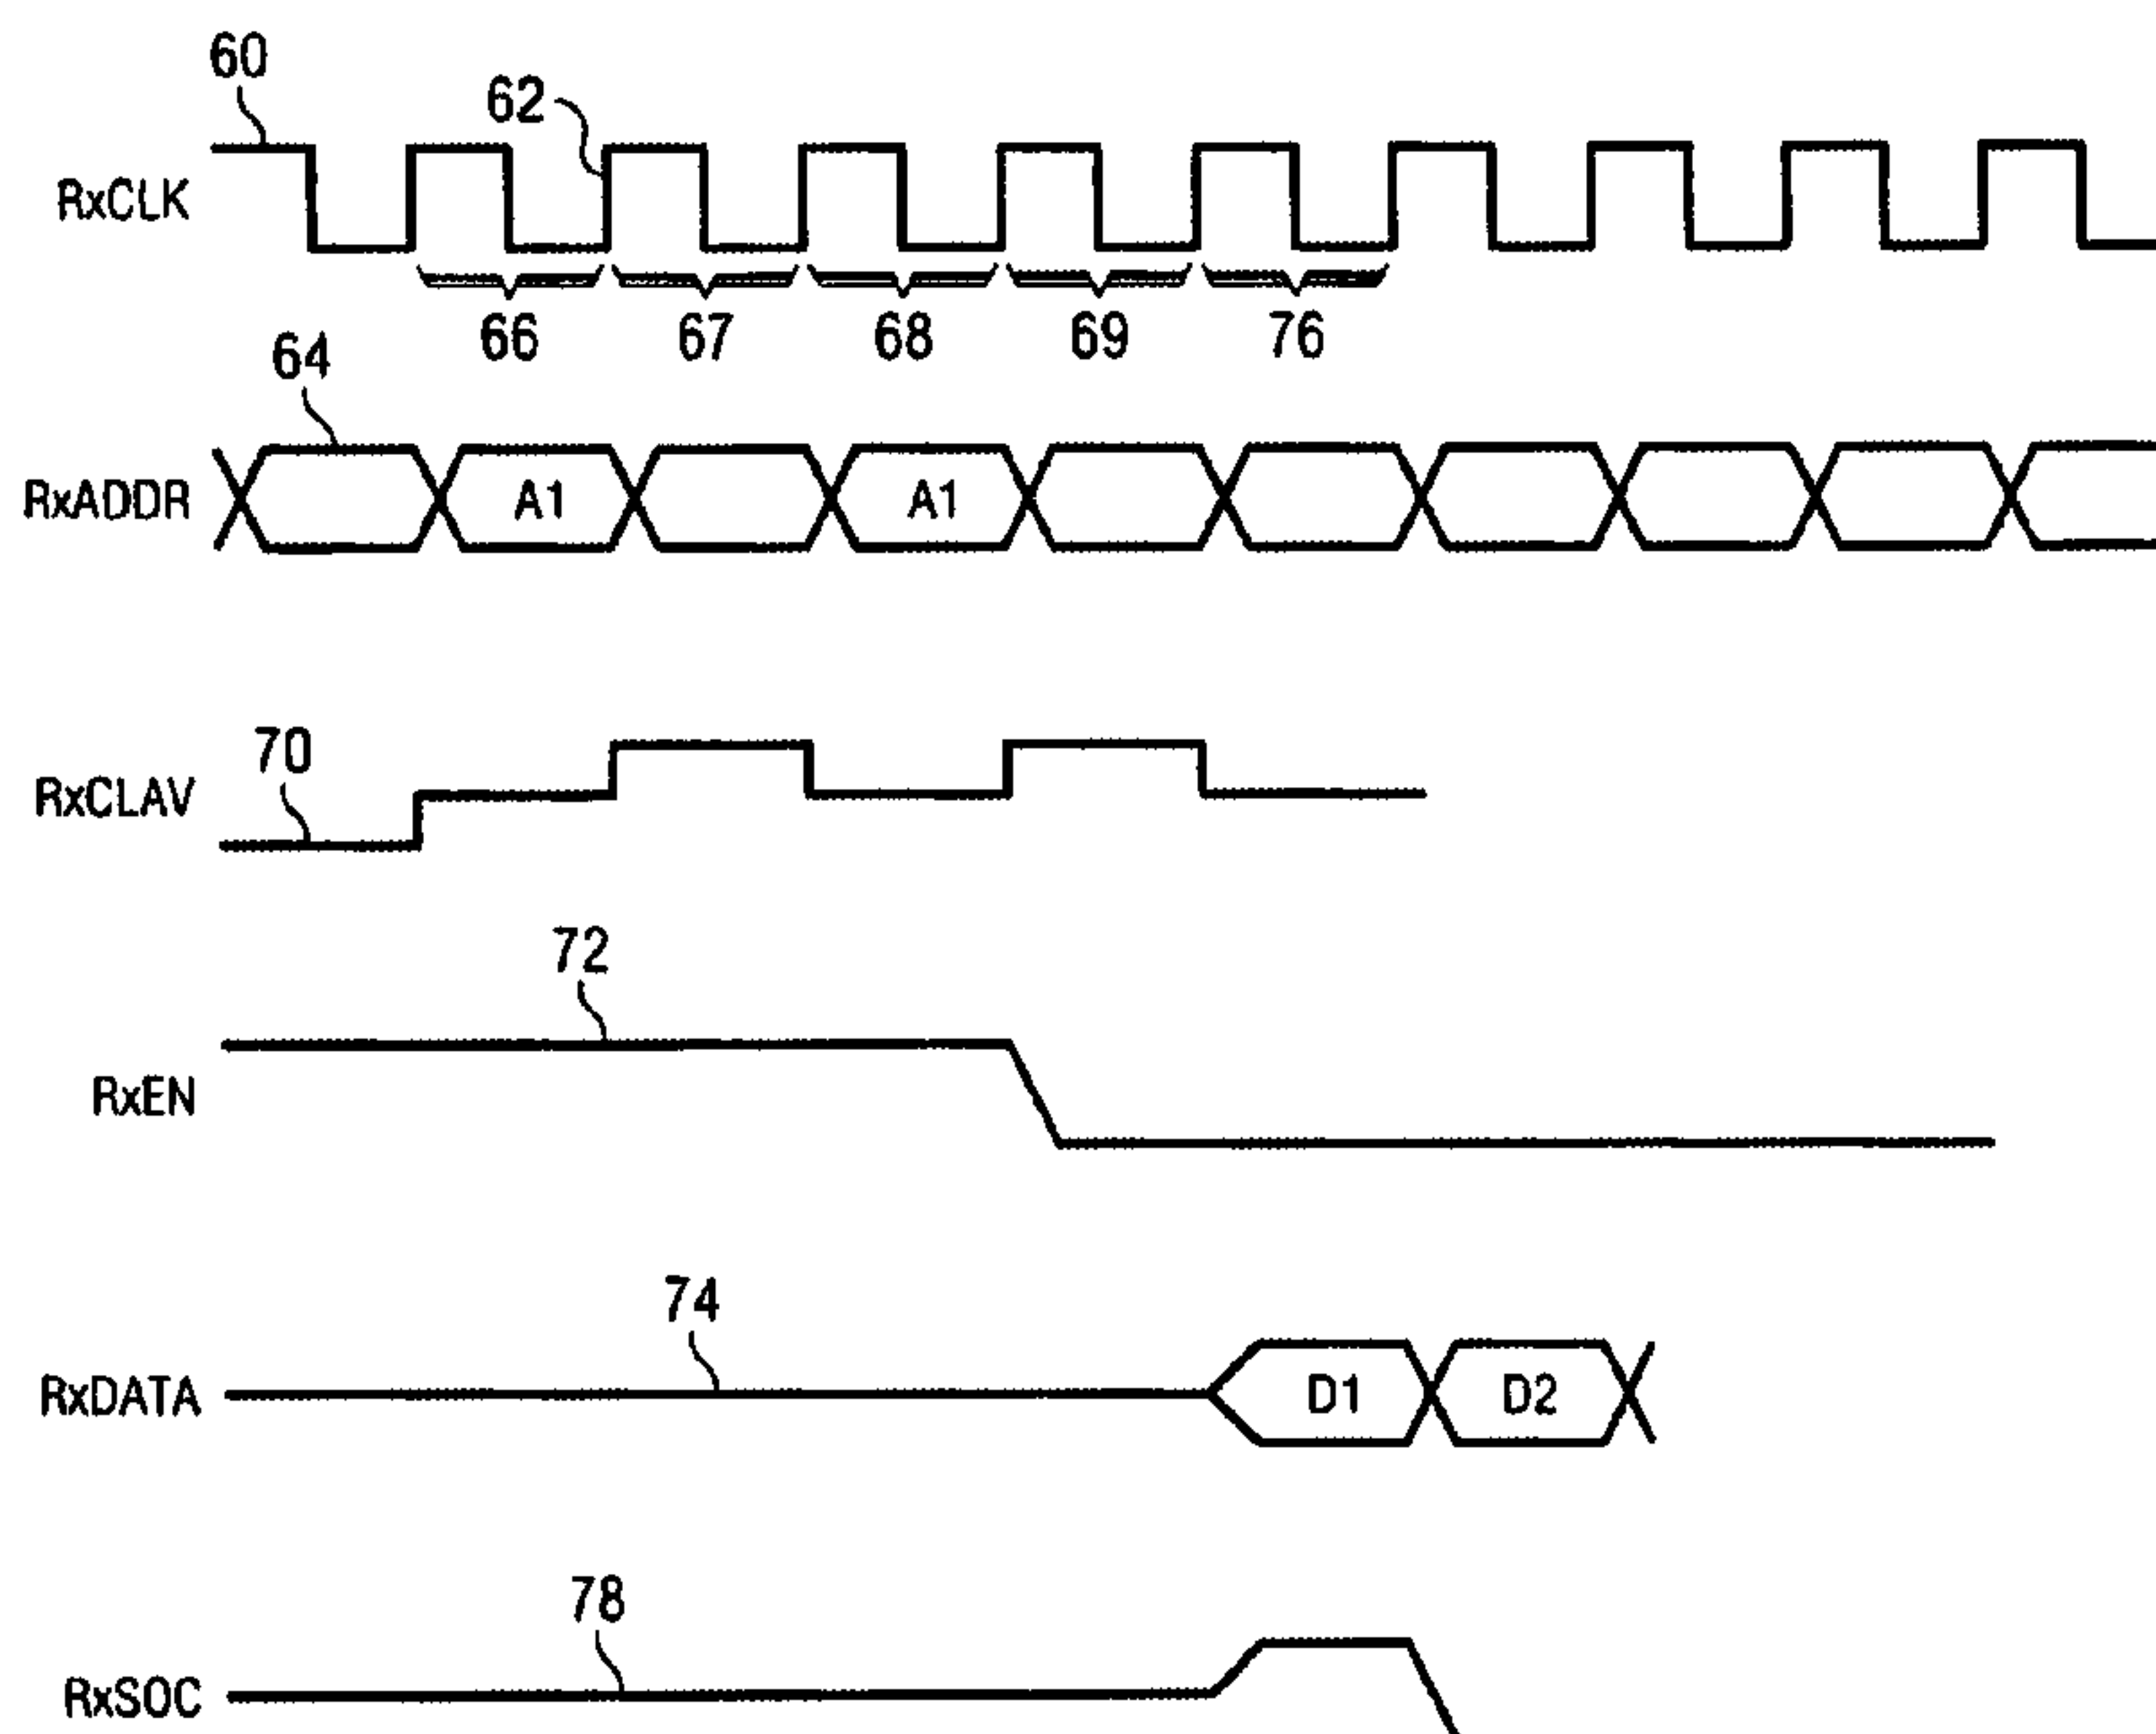 60
62
RxCLK
66 67 68 69 76
64
RxADDR A1 A1
70
RxCLAV
72
RxEN
74
RxDATA D1 D2
78
RxSOC